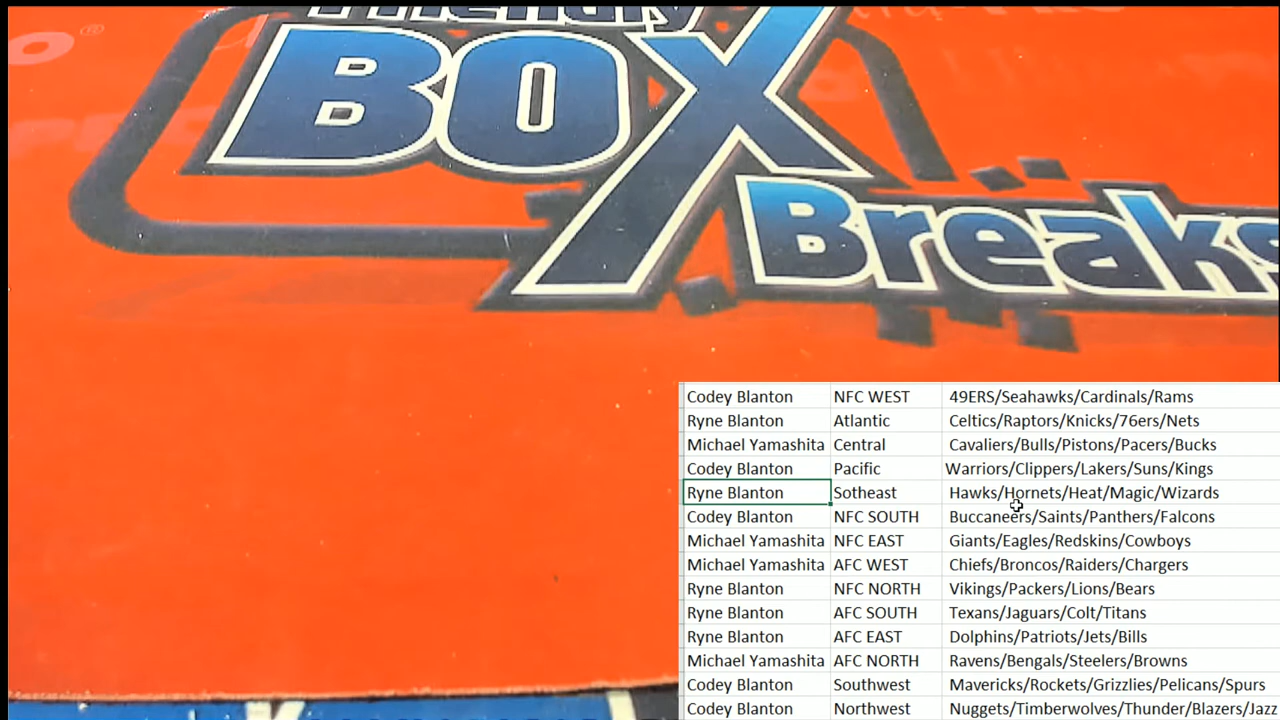 Friendly
BOX
Breaks
Codey Blanton NFC WEST 49ERS/Seahawks/Cardinals/Rams
Ryne Blanton Atlantic Celtics/Raptors/Knicks/76ers/Nets
Michael Yamashita Central Cavaliers/Bulls/Pistons/Pacers/Bucks
Codey Blanton Pacific Warriors/Clippers/Lakers/Suns/Kings
Ryne Blanton Sotheast Hawks/Hornets/Heat/Magic/Wizards
Codey Blanton NFC SOUTH Buccaneers/Saints/Panthers/Falcons
Michael Yamashita NFC EAST Giants/Eagles/Redskins/Cowboys
Michael Yamashita AFC WEST Chiefs/Broncos/Raiders/Chargers
Ryne Blanton NFC NORTH Vikings/Packers/Lions/Bears
Ryne Blanton AFC SOUTH Texans/Jaguars/Colt/Titans
Ryne Blanton AFC EAST Dolphins/Patriots/Jets/Bills
Michael Yamashita AFC NORTH Ravens/Bengals/Steelers/Browns
Codey Blanton Southwest Mavericks/Rockets/Grizzlies/Pelicans/Spurs
Codey Blanton Northwest Nuggets/Timberwolves/Thunder/Blazers/Jazz